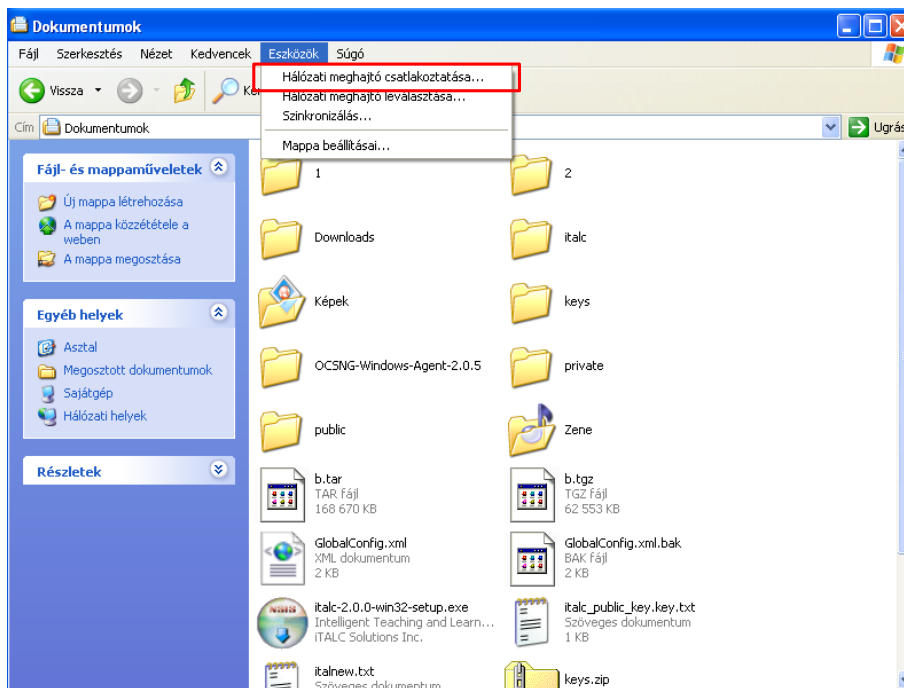 Dokumentumok
Fájl Szerkesztés Nézet Kedvencek Eszközök Súgó
Hálózati meghajtó csatlakoztatása...
Hálózati meghajtó leválasztása...
Szinkronizálás...
Mappa beállításai...
Vissza
Cím Dokumentumok Ugrás
Fájl- és mappaműveletek
Új mappa létrehozása
A mappa közzététele a
weben
A mappa megosztása
Egyéb helyek
Asztal
Megosztott dokumentumok
Sajátgép
Hálózati helyek
Részletek
1 2
Downloads italc
Képek keys
OCSNG-Windows-Agent-2.0.5 private
public Zene
b.tar b.tgz
TAR fájl TGZ fájl
168 670 KB 62 553 KB
GlobalConfig.xml GlobalConfig.xml.bak
XML dokumentum BAK fájl
2 KB 2 KB
italc-2.0.0-win32-setup.exe italc_public_key.key.txt
Intelligent Teaching and Learn... Szöveges dokumentum
iTALC Solutions Inc. 1 KB
italnew.txt keys.zip
Szöveges dokumentum